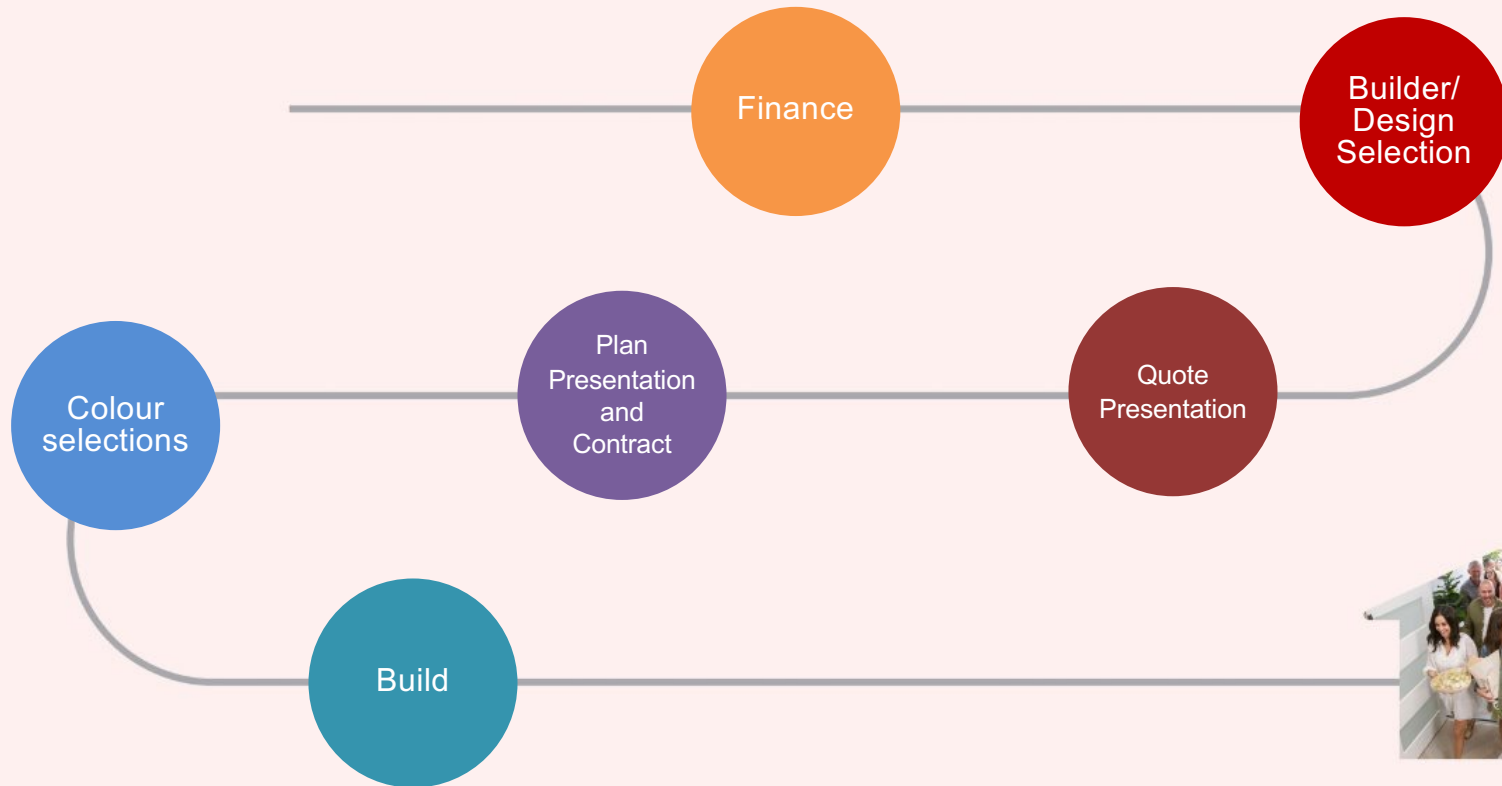 Finance
Builder/
Design
Selection
Colour
selections
Plan
Presentation
and
Contract
Quote
Presentation
Build